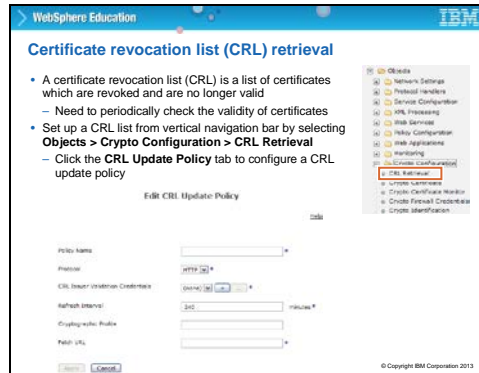 WebSphere Education
IBM
Certificate revocation list (CRL) retrieval
• A certificate revocation list (CRL) is a list of certificates
which are revoked and are no longer valid
– Need to periodically check the validity of certificates
• Set up a CRL list from vertical navigation bar by selecting
Objects > Crypto Configuration > CRL Retrieval
– Click the CRL Update Policy tab to configure a CRL
update policy
Objects
Network Settings
Protocol Handlers
Service Configuration
XML Processing
Web Services
Policy Configuration
Web Applications
Monitoring
Crypto Configuration
CRL Retrieval
Crypto Certificate
Crypto Certificate Monitor
Crypto Firewall Credentials
Crypto Identification
Edit CRL Update Policy
Help
Policy Name *
Protocol HTTP *
CRL Issuer Validation Credentials (none) + ... *
Refresh Interval 240 minutes *
Cryptographic Profile
Fetch URL *
Apply Cancel
© Copyright IBM Corporation 2013